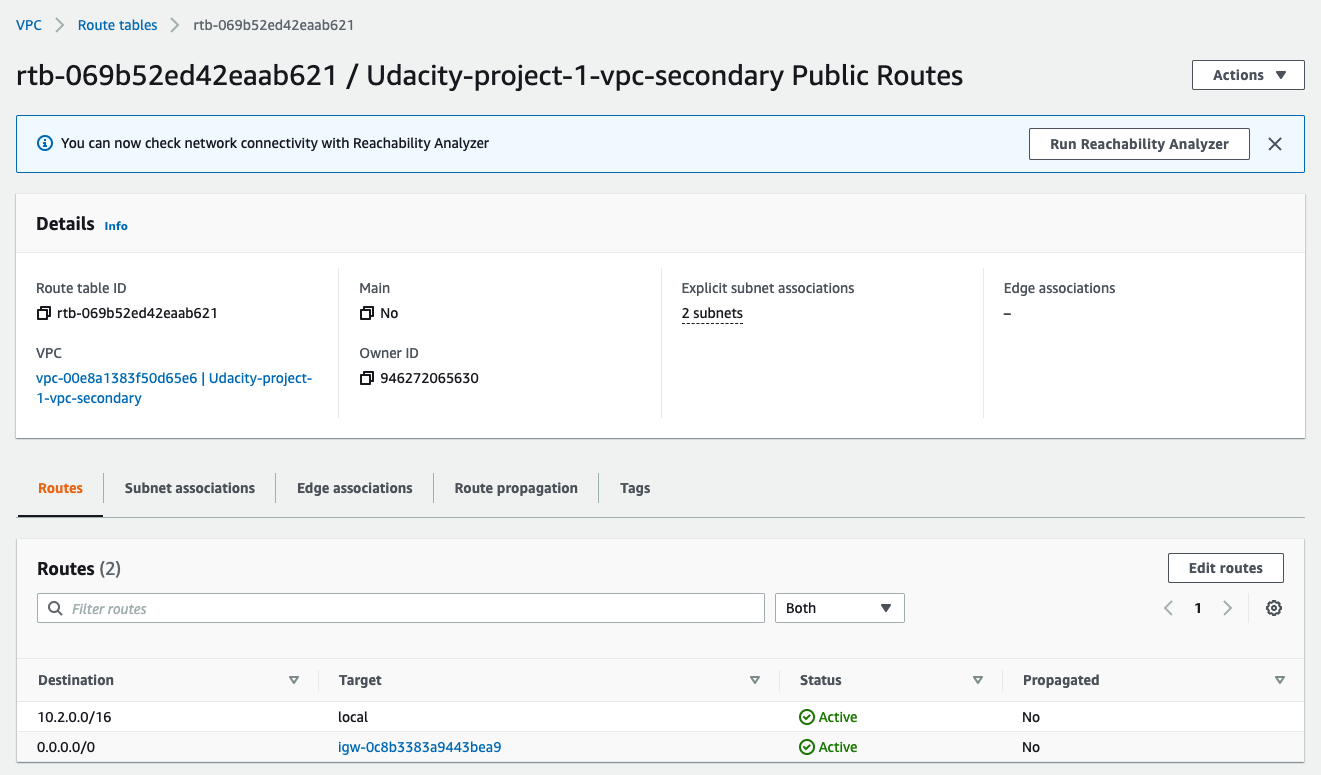 VPC > Route tables > rtb-069b52ed42eaab621
rtb-069b52ed42eaab621 / Udacity-project-1-vpc-secondary Public Routes
Actions
You can now check network connectivity with Reachability Analyzer
Run Reachability Analyzer
Details Info
Route table ID
rtb-069b52ed42eaab621
Main
No
Explicit subnet associations
2 subnets
Edge associations
–
VPC
vpc-00e8a1383f50d65e6 | Udacity-project-
1-vpc-secondary
Owner ID
946272065630
Routes Subnet associations Edge associations Route propagation Tags
Routes (2)
Edit routes
Filter routes
Both
1
Destination Target Status Propagated
10.2.0.0/16 local Active No
0.0.0.0/0 igw-0c8b3383a9443bea9 Active No